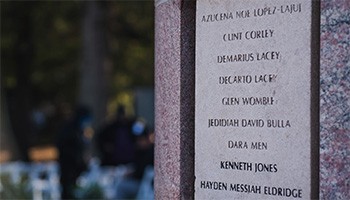 AZUCENA NOE LOPEZ-LAJUJ
CLINT CORLEY
DEMARIUS LACEY
DECARTO LACEY
GLEN WOMBLE
JEDIDIAH DAVID BULLA
DARA MEN
KENNETH JONES
HAYDEN MESSIAH ELDRIDGE